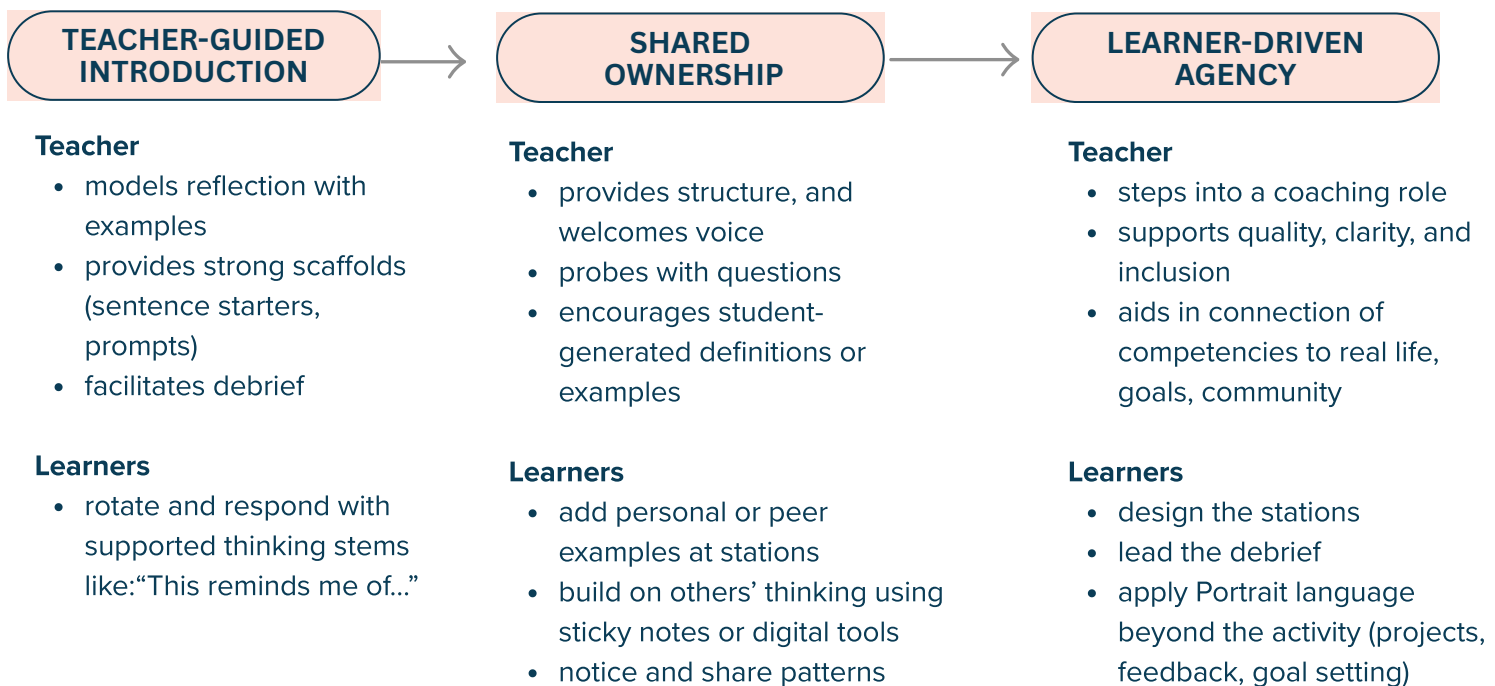 TEACHER-GUIDED
INTRODUCTION
Teacher
• models reflection with
examples
• provides strong scaffolds
(sentence starters,
prompts)
• facilitates debrief
Learners
• rotate and respond with
supported thinking stems
like:“This reminds me of...”
SHARED
OWNERSHIP
Teacher
• provides structure, and
welcomes voice
• probes with questions
• encourages student-
generated definitions or
examples
Learners
• add personal or peer
examples at stations
• build on others’ thinking using
sticky notes or digital tools
• notice and share patterns
LEARNER-DRIVEN
AGENCY
Teacher
• steps into a coaching role
• supports quality, clarity, and
inclusion
• aids in connection of
competencies to real life,
goals, community
Learners
• design the stations
• lead the debrief
• apply Portrait language
beyond the activity (projects,
feedback, goal setting)